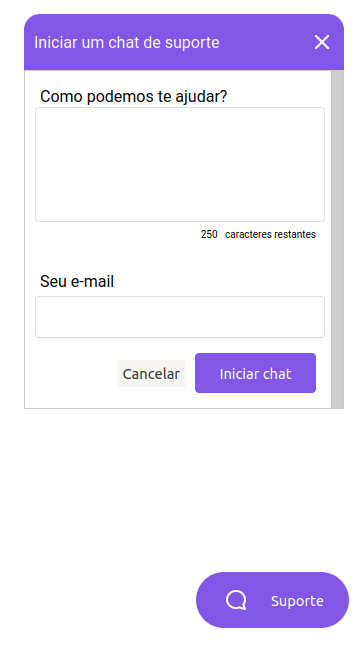 Iniciar um chat de suporte
Como podemos te ajudar?
250 caracteres restantes
Seu e-mail
Cancelar Iniciar chat
Suporte